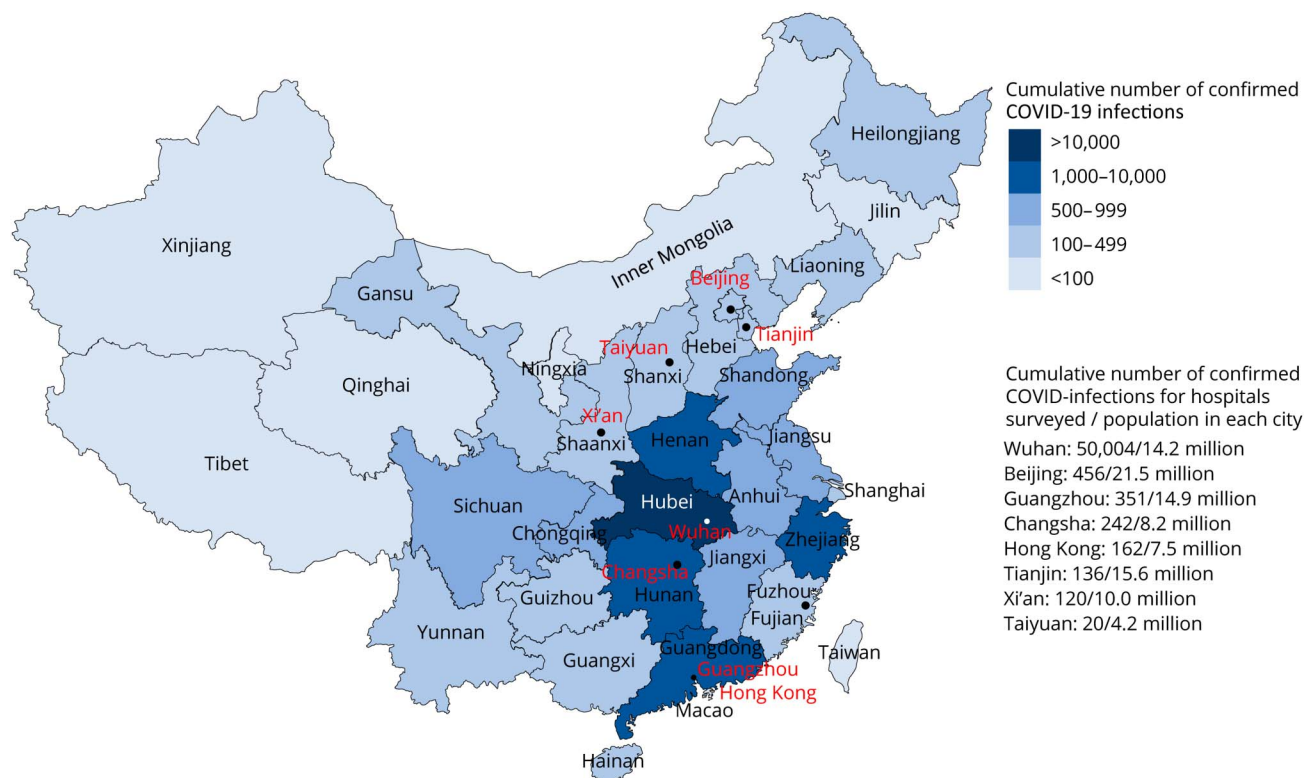 Cumulative number of confirmed
COVID-19 infections
>10,000
1,000–10,000
500–999
100–499
<100
Heilongjiang
Jilin
Xinjiang
Inner Mongolia
Liaoning
Beijing
Gansu
Tianjin
Hebei
Taiyuan
Ningxia
Shanxi
Shandong
Qinghai
Xi'an
Shaanxi
Henan
Jiangsu
Tibet
Sichuan
Hubei
Anhui
Shanghai
Chongqing
Wuhan
Zhejiang
Jiangxi
Changsha
Hunan
Guizhou
Fuzhou
Fujian
Yunnan
Guangdong
Taiwan
Guangxi
Guangzhou
Hong Kong
Macao
Hainan
Cumulative number of confirmed
COVID-infections for hospitals
surveyed / population in each city
Wuhan: 50,004/14.2 million
Beijing: 456/21.5 million
Guangzhou: 351/14.9 million
Changsha: 242/8.2 million
Hong Kong: 162/7.5 million
Tianjin: 136/15.6 million
Xi'an: 120/10.0 million
Taiyuan: 20/4.2 million